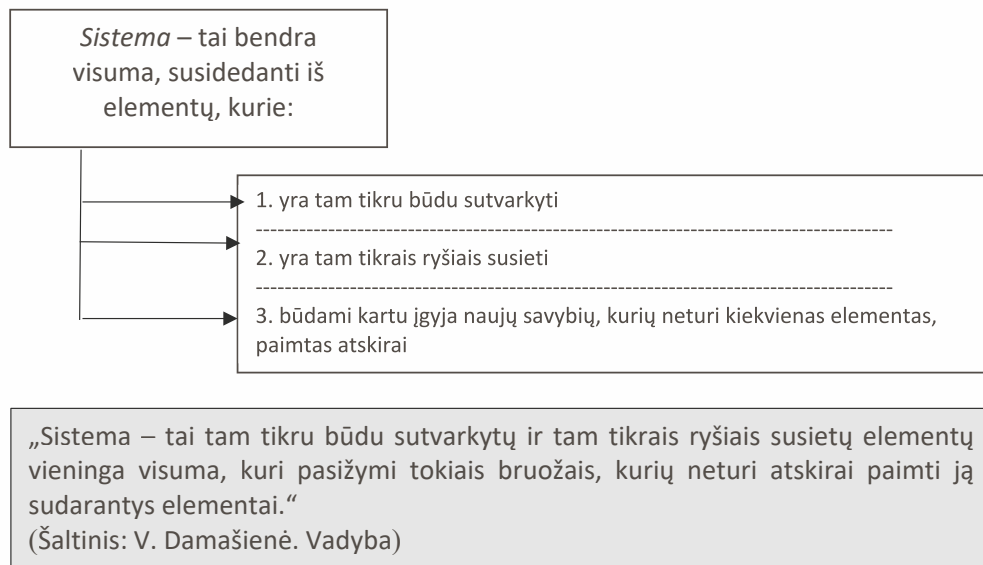 Sistema – tai bendra
visuma, susidedanti iš
elementų, kurie:
1. yra tam tikru būdu sutvarkyti
2. yra tam tikrais ryšiais susieti
3. būdami kartu įgyja naujų savybių, kurių neturi kiekvienas elementas,
paimtas atskirai
„Sistema – tai tam tikru būdu sutvarkytų ir tam tikrais ryšiais susietų elementų
vieninga visuma, kuri pasižymi tokiais bruožais, kurių neturi atskirai paimti ją
sudarantys elementai.“
(Šaltinis: V. Damašienė. Vadyba)